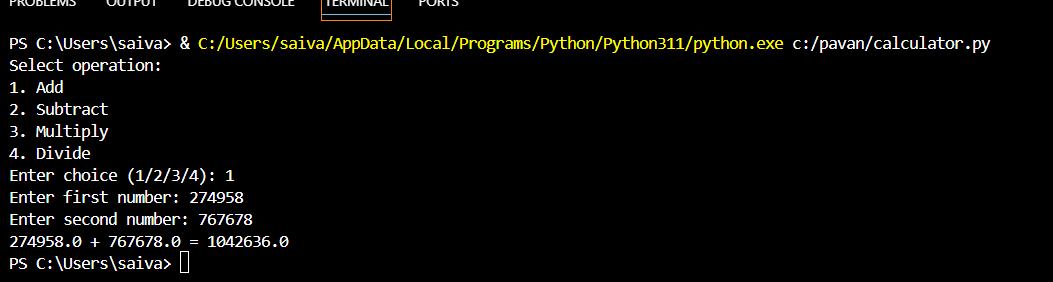 PROBLEMS OUTPUT DEBUG CONSOLE TERMINAL PORTS
PS C:\Users\saiva> & C:/Users/saiva/AppData/Local/Programs/Python/Python311/python.exe c:/pavan/calculator.py
Select operation:
1. Add
2. Subtract
3. Multiply
4. Divide
Enter choice (1/2/3/4): 1
Enter first number: 274958
Enter second number: 767678
274958.0 + 767678.0 = 1042636.0
PS C:\Users\saiva>